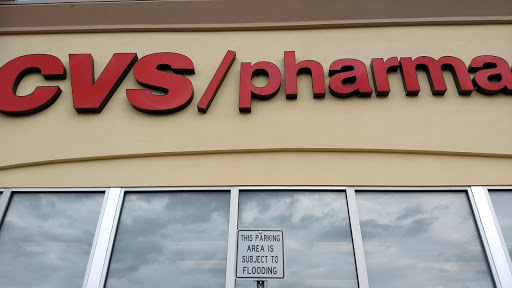 CVS/pharma
THIS PARKING
AREA IS
SUBJECT TO
FLOODING